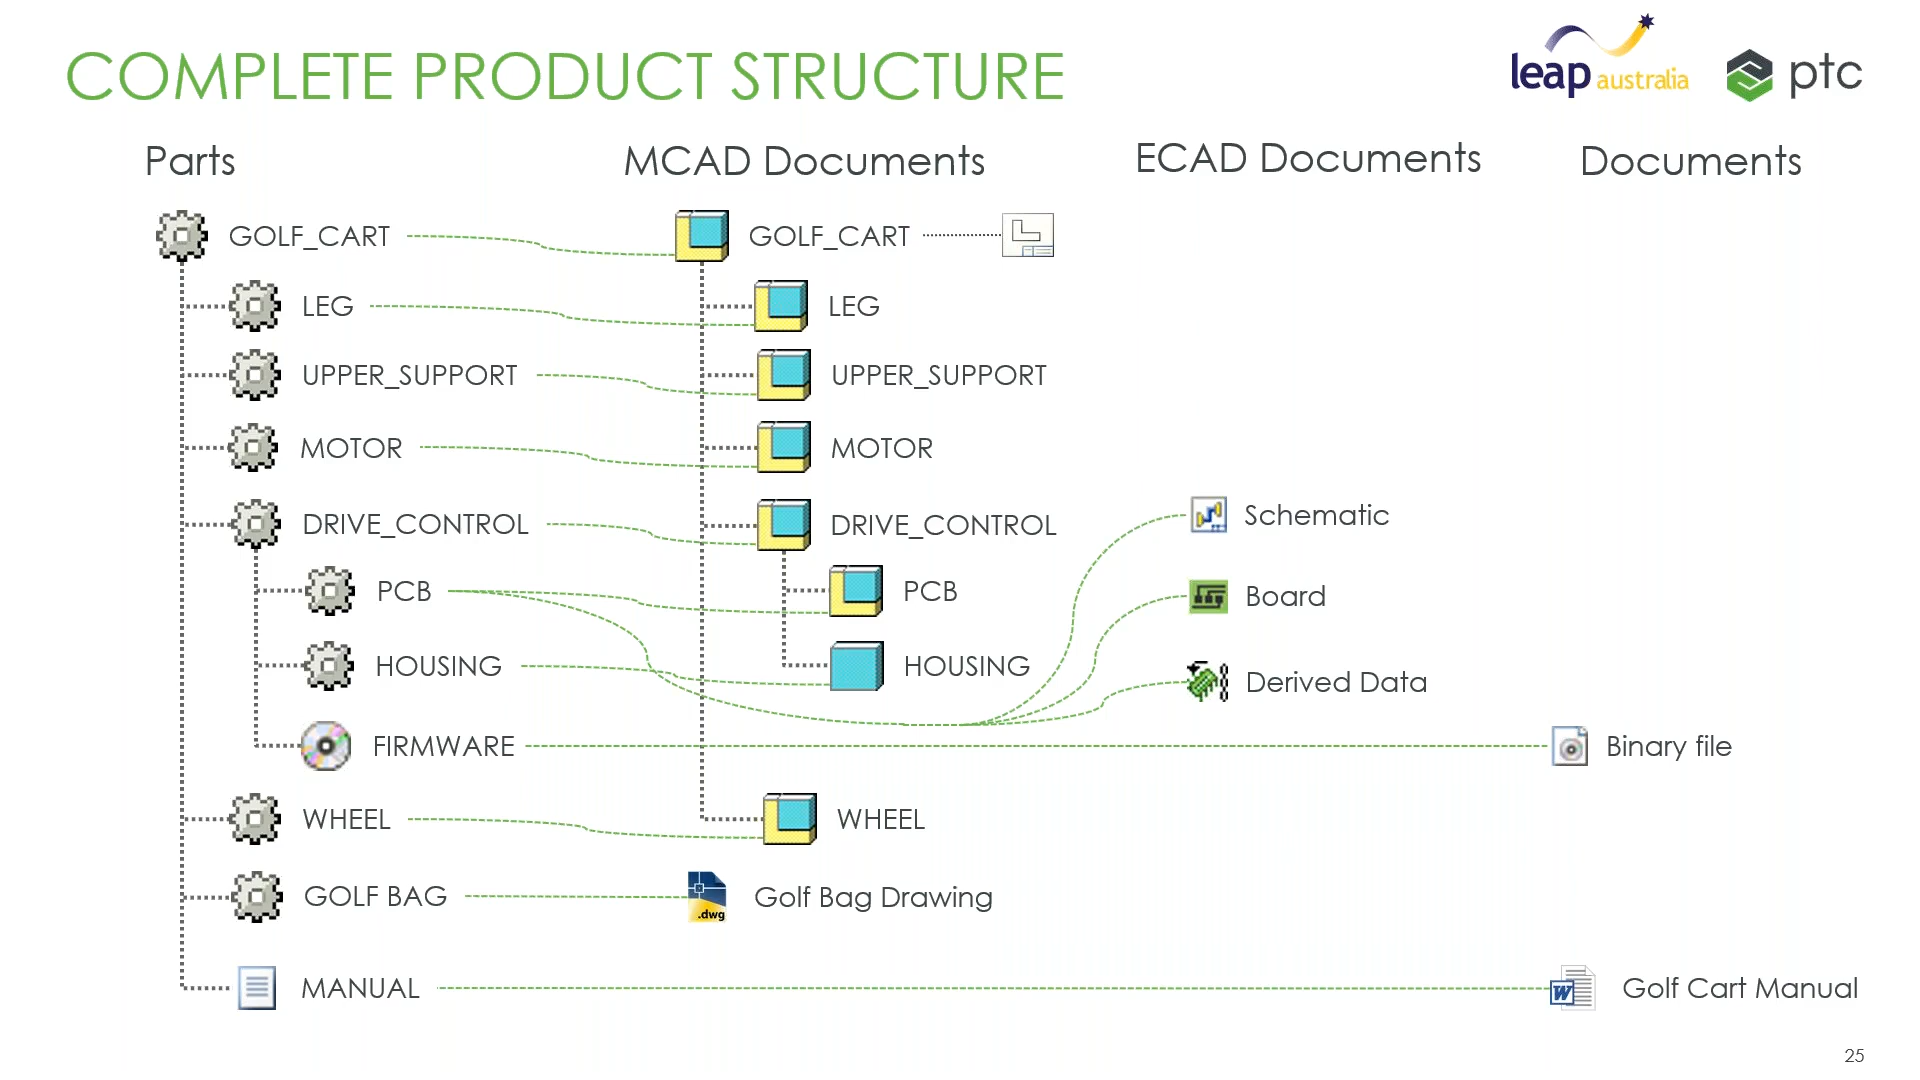 COMPLETE PRODUCT STRUCTURE
leap australia
ptc
Parts
MCAD Documents
ECAD Documents
Documents
GOLF_CART
GOLF_CART
LEG
LEG
UPPER_SUPPORT
UPPER_SUPPORT
MOTOR
MOTOR
DRIVE_CONTROL
DRIVE_CONTROL
Schematic
PCB
PCB
Board
HOUSING
HOUSING
Derived Data
FIRMWARE
Binary file
WHEEL
WHEEL
GOLF BAG
.dwg
Golf Bag Drawing
MANUAL
W
Golf Cart Manual
25